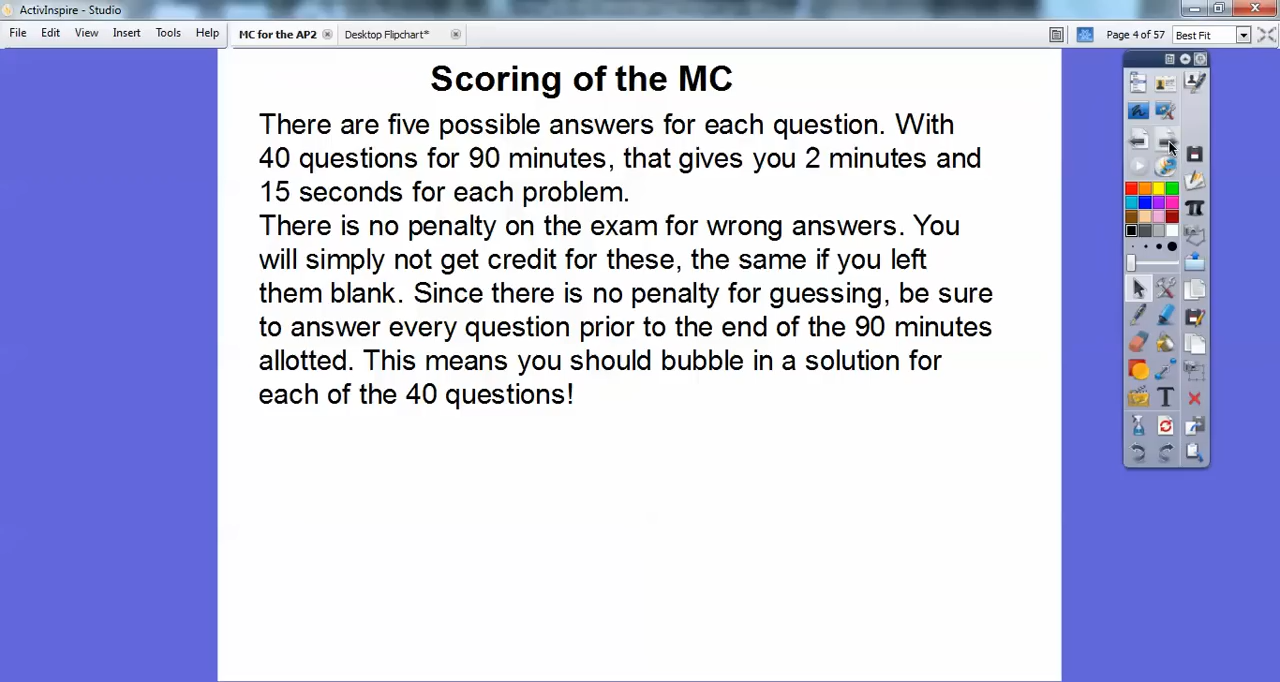 ActivInspire - Studio
File Edit View Insert Tools Help MC for the AP2 Desktop Flipchart* Page 4 of 57 Best Fit
Scoring of the MC
There are five possible answers for each question. With
40 questions for 90 minutes, that gives you 2 minutes and
15 seconds for each problem.
There is no penalty on the exam for wrong answers. You
will simply not get credit for these, the same if you left
them blank. Since there is no penalty for guessing, be sure
to answer every question prior to the end of the 90 minutes
allotted. This means you should bubble in a solution for
each of the 40 questions!